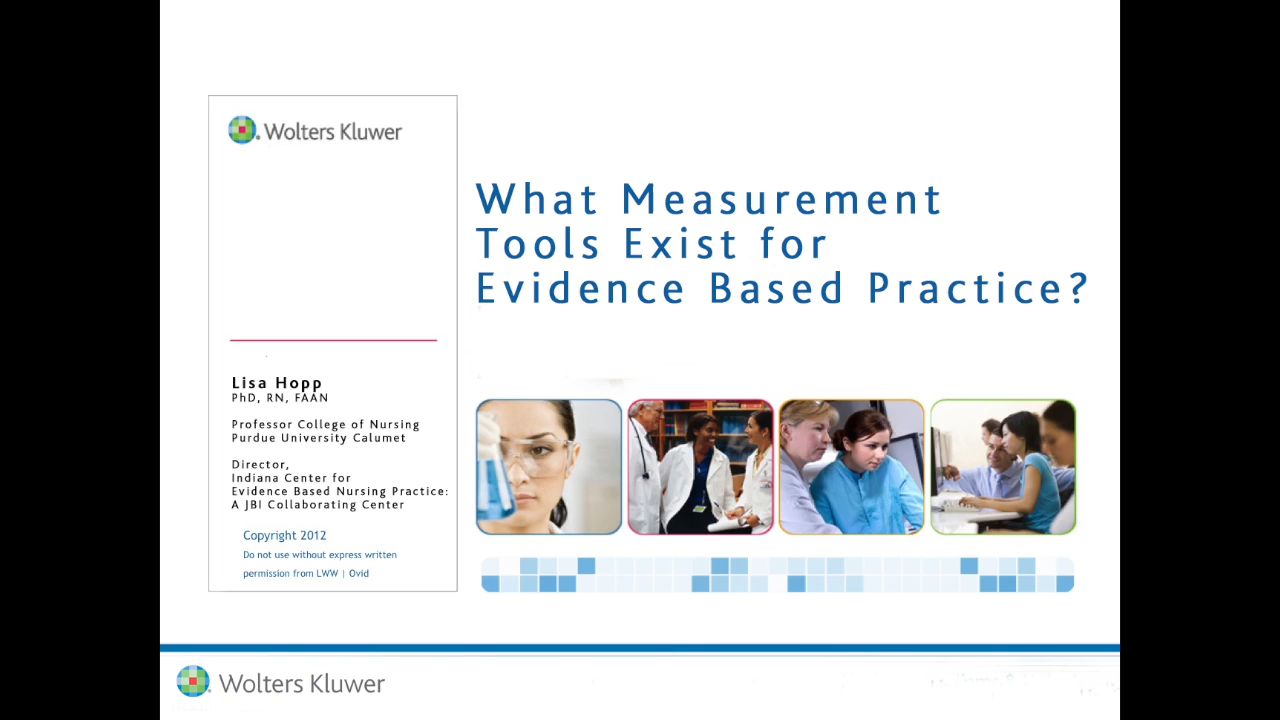 Wolters Kluwer
What Measurement
Tools Exist for
Evidence Based Practice?
Lisa Hopp
PhD, RN, FAAN
Professor College of Nursing
Purdue University Calumet
Director,
Indiana Center for
Evidence Based Nursing Practice:
A JBI Collaborating Center
Copyright 2012
Do not use without express written
permission from LWW | Ovid
Wolters Kluwer